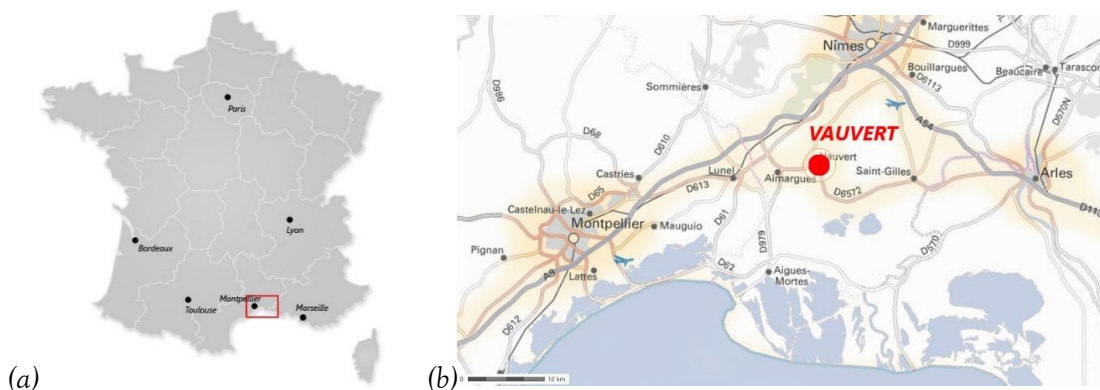 Paris
Lyon
Bordeaux
Montpellier
Toulouse
Marseille
(a)
Marguerittes
Nîmes
D999
Bouillargues
Beaucaire
Tarascon
D6113
D986
Sommières
D570N
A54
VAUVERT
D68
D610
Vauvert
Castries
Lunel
Aimargues
Saint-Gilles
Arles
D65
D613
D6572
D113
Castelnau-le-Lez
D61
Montpellier
Mauguio
D979
D570
Pignan
A9
Lattes
D62
Aigues-
Mortes
D612
(b)
0 10 km